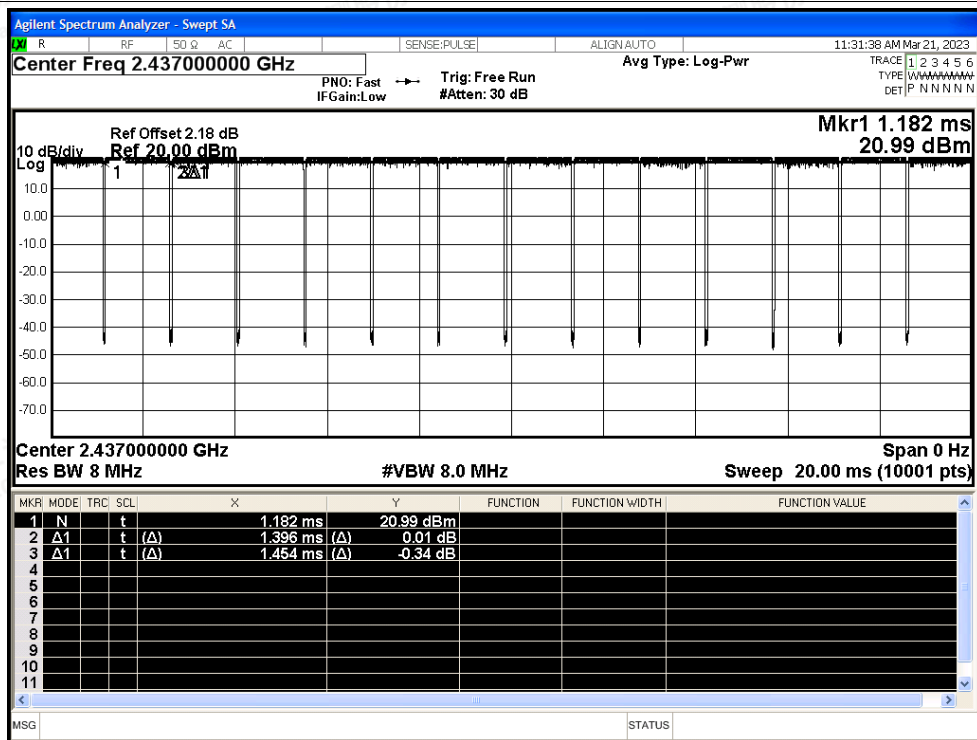 Agilent Spectrum Analyzer - Swept SA
LXI R RF 50 Ω AC SENSE:PULSE ALIGN AUTO 11:31:38 AM Mar 21, 2023
Center Freq 2.437000000 GHz
PNO: Fast
IFGain:Low
Trig: Free Run
#Atten: 30 dB
Avg Type: Log-Pwr
TRACE 1 2 3 4 5 6
TYPE
DET P N N N N N
Mkr1 1.182 ms
20.99 dBm
Ref Offset 2.18 dB
10 dB/div Ref 20.00 dBm
Log
1
10.0
0.00
-10.0
-20.0
-30.0
-40.0
-50.0
-60.0
-70.0
Center 2.437000000 GHz Span 0 Hz
Res BW 8 MHz #VBW 8.0 MHz Sweep 20.00 ms (10001 pts)
MKR MODE TRC SCL X Y FUNCTION FUNCTION WIDTH FUNCTION VALUE
1 N t 1.182 ms 20.99 dBm
2 Δ1 t (Δ) 1.396 ms (Δ) 0.01 dB
3 Δ1 t (Δ) 1.454 ms (Δ) -0.34 dB
4
5
6
7
8
9
10
11
MSG STATUS